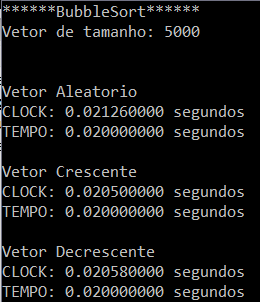 ******BubbleSort******
Vetor de tamanho: 5000
Vetor Aleatorio
CLOCK: 0.021260000 segundos
TEMPO: 0.020000000 segundos
Vetor Crescente
CLOCK: 0.020500000 segundos
TEMPO: 0.020000000 segundos
Vetor Decrescente
CLOCK: 0.020580000 segundos
TEMPO: 0.020000000 segundos